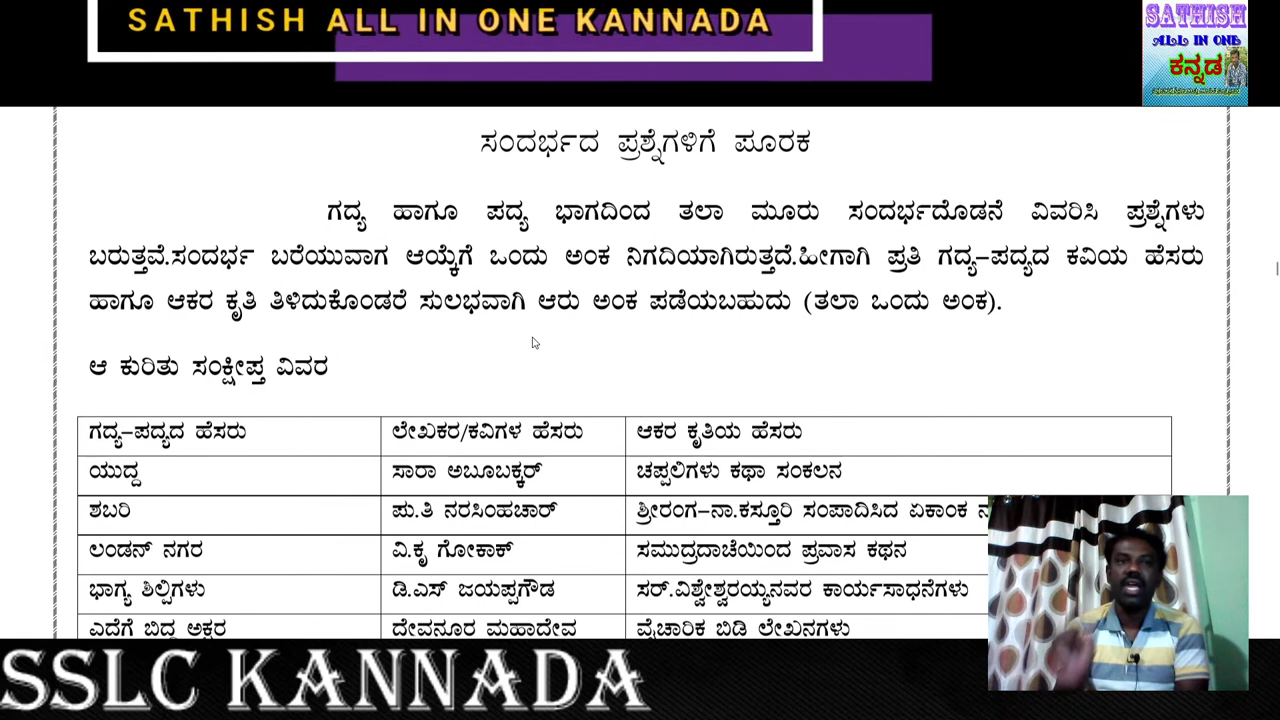 SATHISH ALL IN ONE KANNADA
SATHISH
ALL IN ONE
ಕನ್ನಡ
ಸಂದರ್ಭದ ಪ್ರಶ್ನೆಗಳಿಗೆ ಪೂರಕ
ಗದ್ಯ ಹಾಗೂ ಪದ್ಯ ಭಾಗದಿಂದ ತಲಾ ಮೂರು ಸಂದರ್ಭದೊಡನೆ ವಿವರಿಸಿ ಪ್ರಶ್ನೆಗಳು
ಬರುತ್ತವೆ.ಸಂದರ್ಭ ಬರೆಯುವಾಗ ಆಯ್ಕೆಗೆ ಒಂದು ಅಂಕ ನಿಗದಿಯಾಗಿರುತ್ತದೆ.ಹೀಗಾಗಿ ಪ್ರತಿ ಗದ್ಯ-ಪದ್ಯದ ಕವಿಯ ಹೆಸರು
ಹಾಗೂ ಆಕರ ಕೃತಿ ತಿಳಿದುಕೊಂಡರೆ ಸುಲಭವಾಗಿ ಆರು ಅಂಕ ಪಡೆಯಬಹುದು (ತಲಾ ಒಂದು ಅಂಕ).
ಆ ಕುರಿತು ಸಂಕ್ಷೀಪ್ತ ವಿವರ
ಗದ್ಯ-ಪದ್ಯದ ಹೆಸರು ಲೇಖಕರ/ಕವಿಗಳ ಹೆಸರು ಆಕರ ಕೃತಿಯ ಹೆಸರು
ಯುದ್ದ ಸಾರಾ ಅಬೂಬಕ್ಕರ್ ಚಪ್ಪಲಿಗಳು ಕಥಾ ಸಂಕಲನ
ಶಬರಿ ಪು.ತಿ ನರಸಿಂಹಚಾರ್ ಶ್ರೀರಂಗ-ನಾ.ಕಸ್ತೂರಿ ಸಂಪಾದಿಸಿದ ಏಕಾಂಕ
ಲಂಡನ್ ನಗರ ವಿ.ಕೃ ಗೋಕಾಕ್ ಸಮುದ್ರದಾಚೆಯಿಂದ ಪ್ರವಾಸ ಕಥನ
ಭಾಗ್ಯ ಶಿಲ್ಪಿಗಳು ಡಿ.ಎಸ್ ಜಯಪ್ಪಗೌಡ ಸರ್.ವಿಶ್ವೇಶ್ವರಯ್ಯನವರ ಕಾರ್ಯಸಾಧನೆಗಳು
ಎದೆಗೆ ಬಿದ್ದ ಅಕ್ಷರ ದೇವನೂರ ಮಹಾದೇವ ವೈಚಾರಿಕ ಬಿಡಿ ಲೇಖನಗಳು
SSLC KANNADA